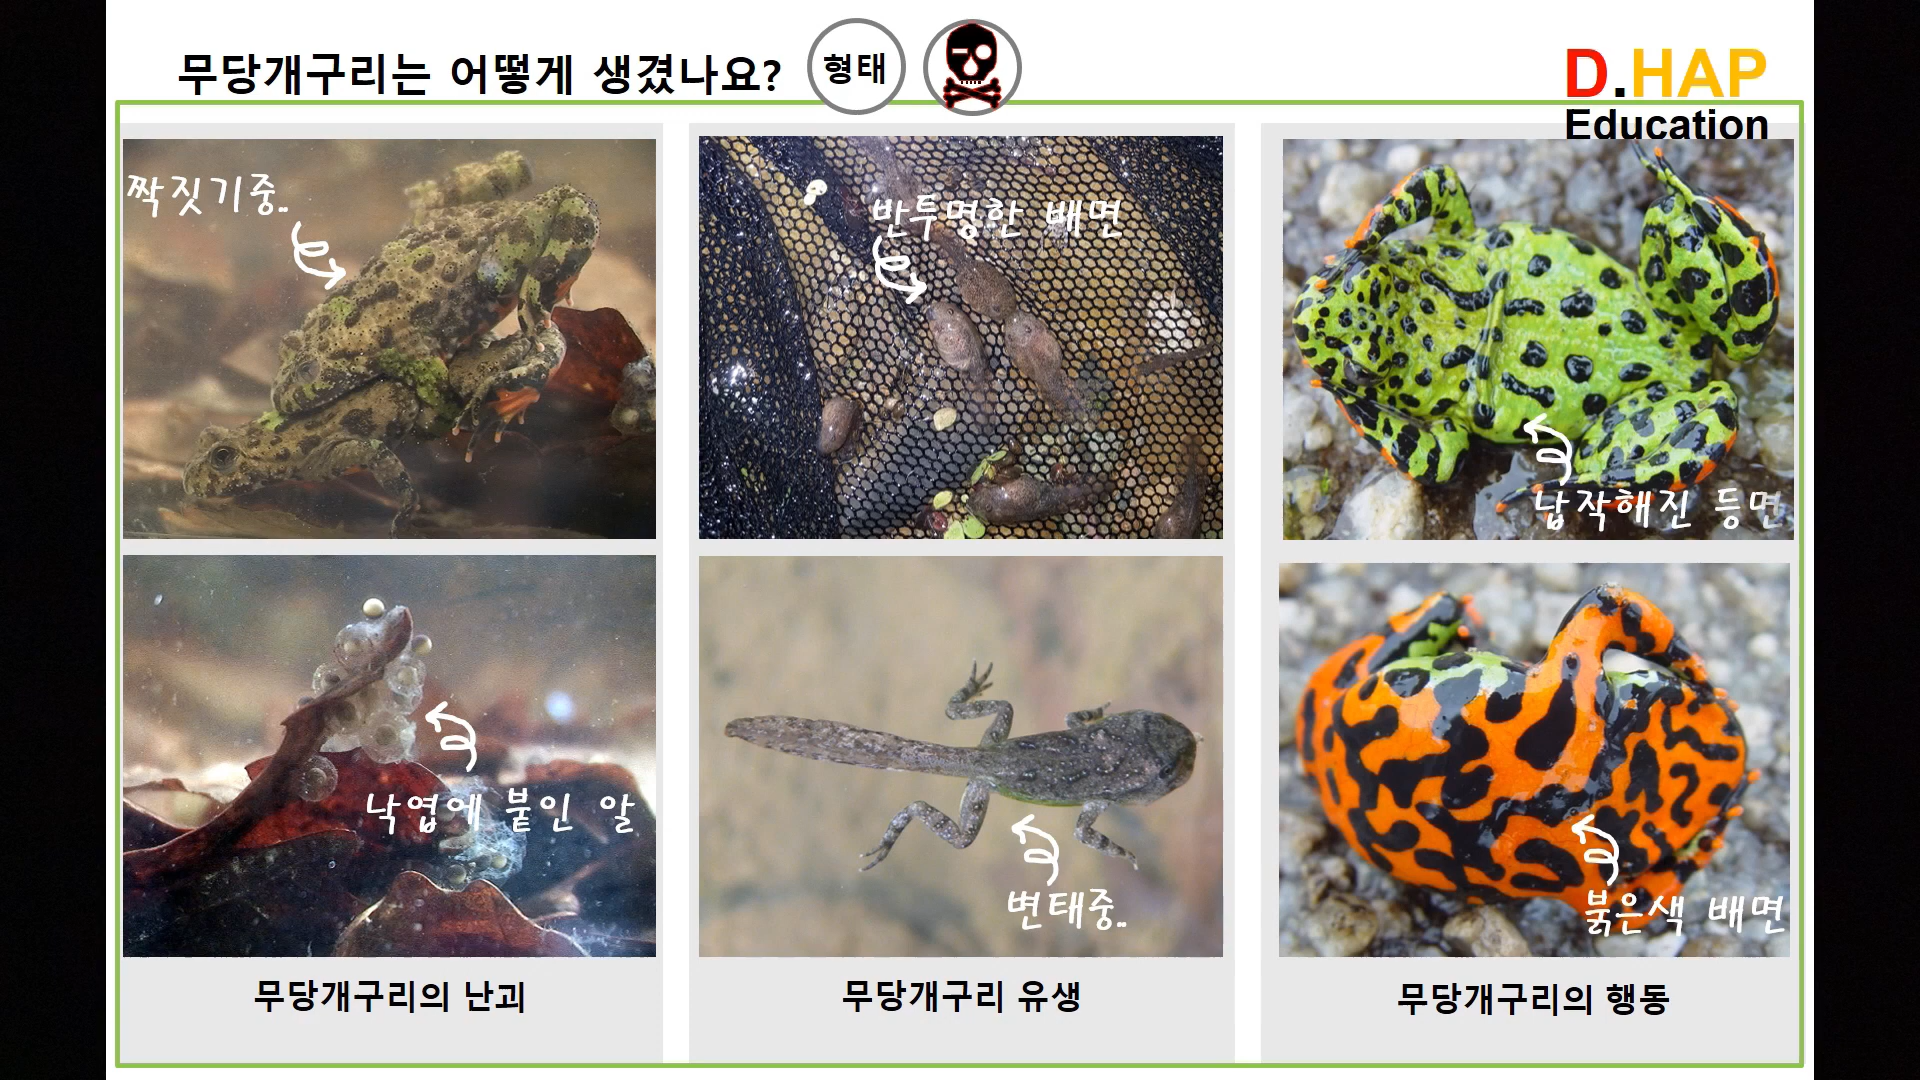 무당개구리는 어떻게 생겼나요?
형태
D.HAP
Education
짝짓기중..
낙엽에 붙인 알
무당개구리의 난괴
반투명한 배면
변태중..
무당개구리 유생
납작해진 등면
붉은색 배면
무당개구리의 행동